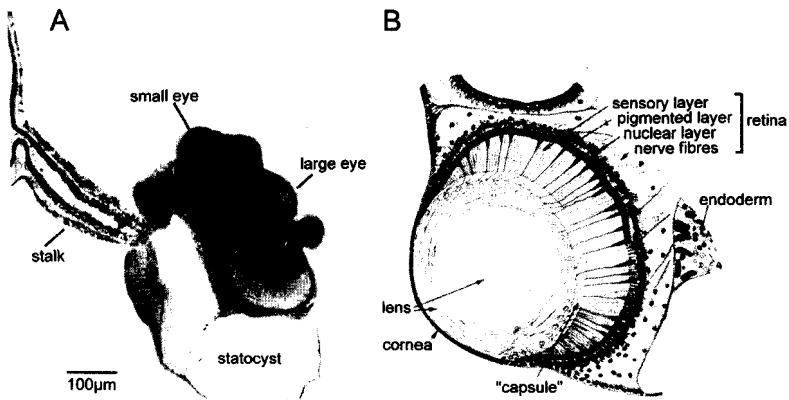 A
small eye
large eye
stalk
statocyst
100µm
B
sensory layer
pigmented layer
nuclear layer
nerve fibres
retina
endoderm
lens
cornea
"capsule"